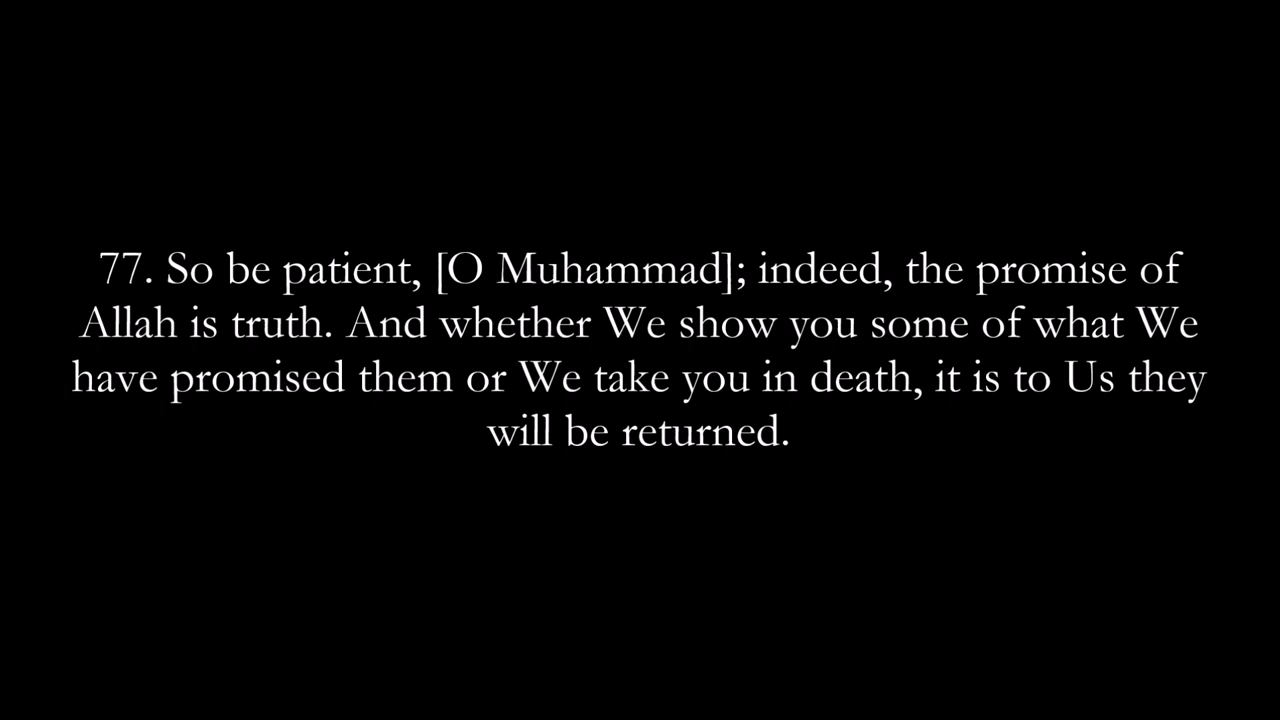 77. So be patient, [O Muhammad]; indeed, the promise of
Allah is truth. And whether We show you some of what We
have promised them or We take you in death, it is to Us they
will be returned.